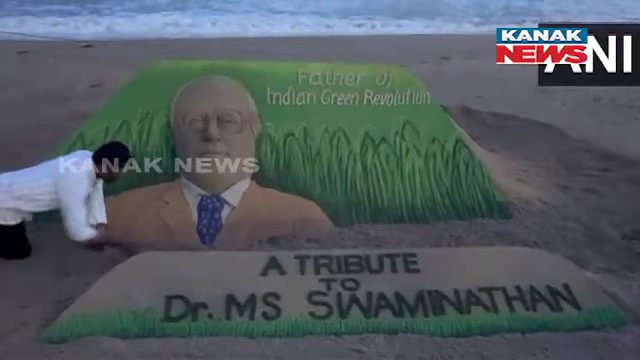 KANAK
NEWS
ANI
Father Of
Indian Green Revolution
KANAK NEWS
A TRIBUTE
TO
Dr. MS SWAMINATHAN